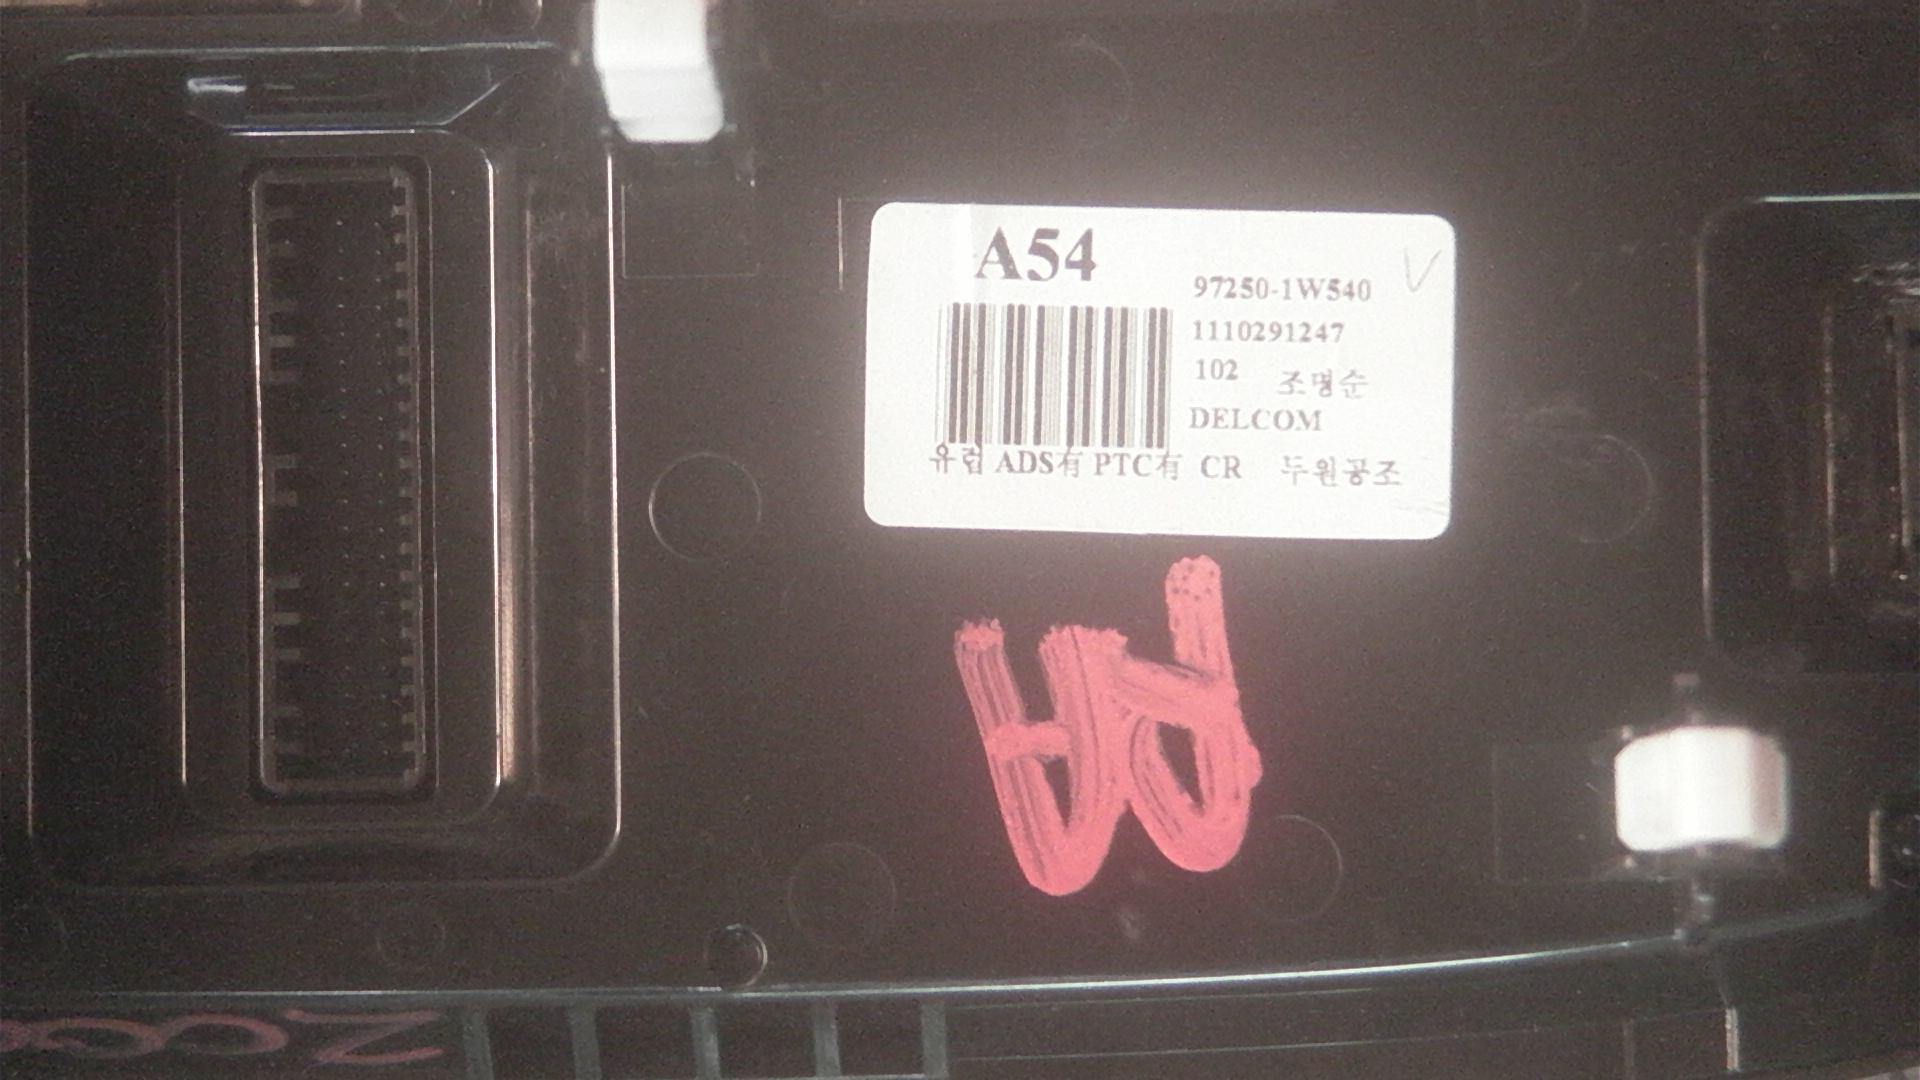 A54
97250-1W540
1110291247
102 조명순
DELCOM
유럽 ADS有 PTC有 CR 두원공조